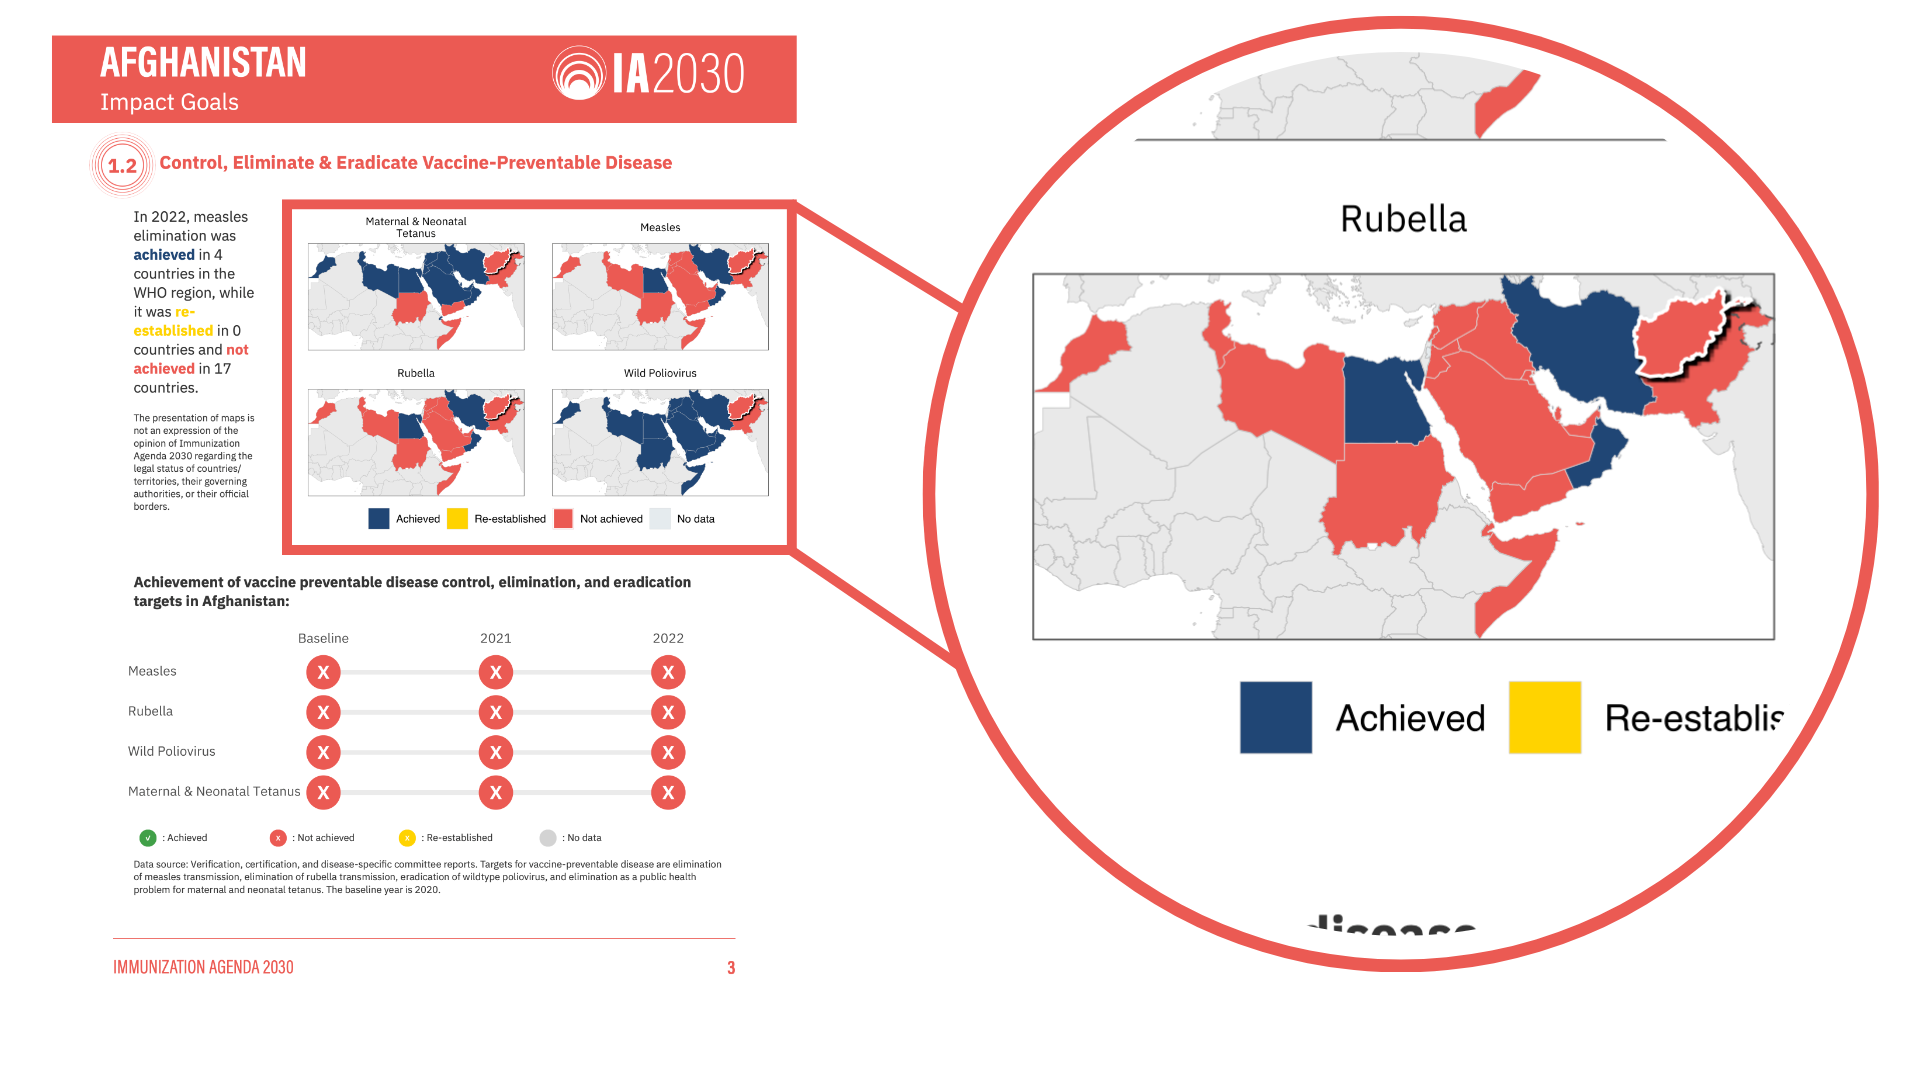 AFGHANISTAN
Impact Goals
IA2030
1.2
Control, Eliminate & Eradicate Vaccine-Preventable Disease
In 2022, measles
elimination was
achieved in 4
countries in the
WHO region, while
it was re-
established in 0
countries and not
achieved in 17
countries.
The presentation of maps is
not an expression of the
opinion of Immunization
Agenda 2030 regarding the
legal status of countries/
territories, their governing
authorities, or their official
borders.
Maternal & Neonatal
Tetanus
Measles
Rubella
Wild Poliovirus
Achieved
Re-established
Not achieved
No data
Achievement of vaccine preventable disease control, elimination, and eradication
targets in Afghanistan:
Baseline 2021 2022
Measles X X X
Rubella X X X
Wild Poliovirus X X X
Maternal & Neonatal Tetanus X X X
√ : Achieved
X : Not achieved
X : Re-established
: No data
Data source: Verification, certification, and disease-specific committee reports. Targets for vaccine-preventable disease are elimination
of measles transmission, elimination of rubella transmission, eradication of wildtype poliovirus, and elimination as a public health
problem for maternal and neonatal tetanus. The baseline year is 2020.
IMMUNIZATION AGENDA 2030
3
Rubella
Achieved
Re-establis
disease